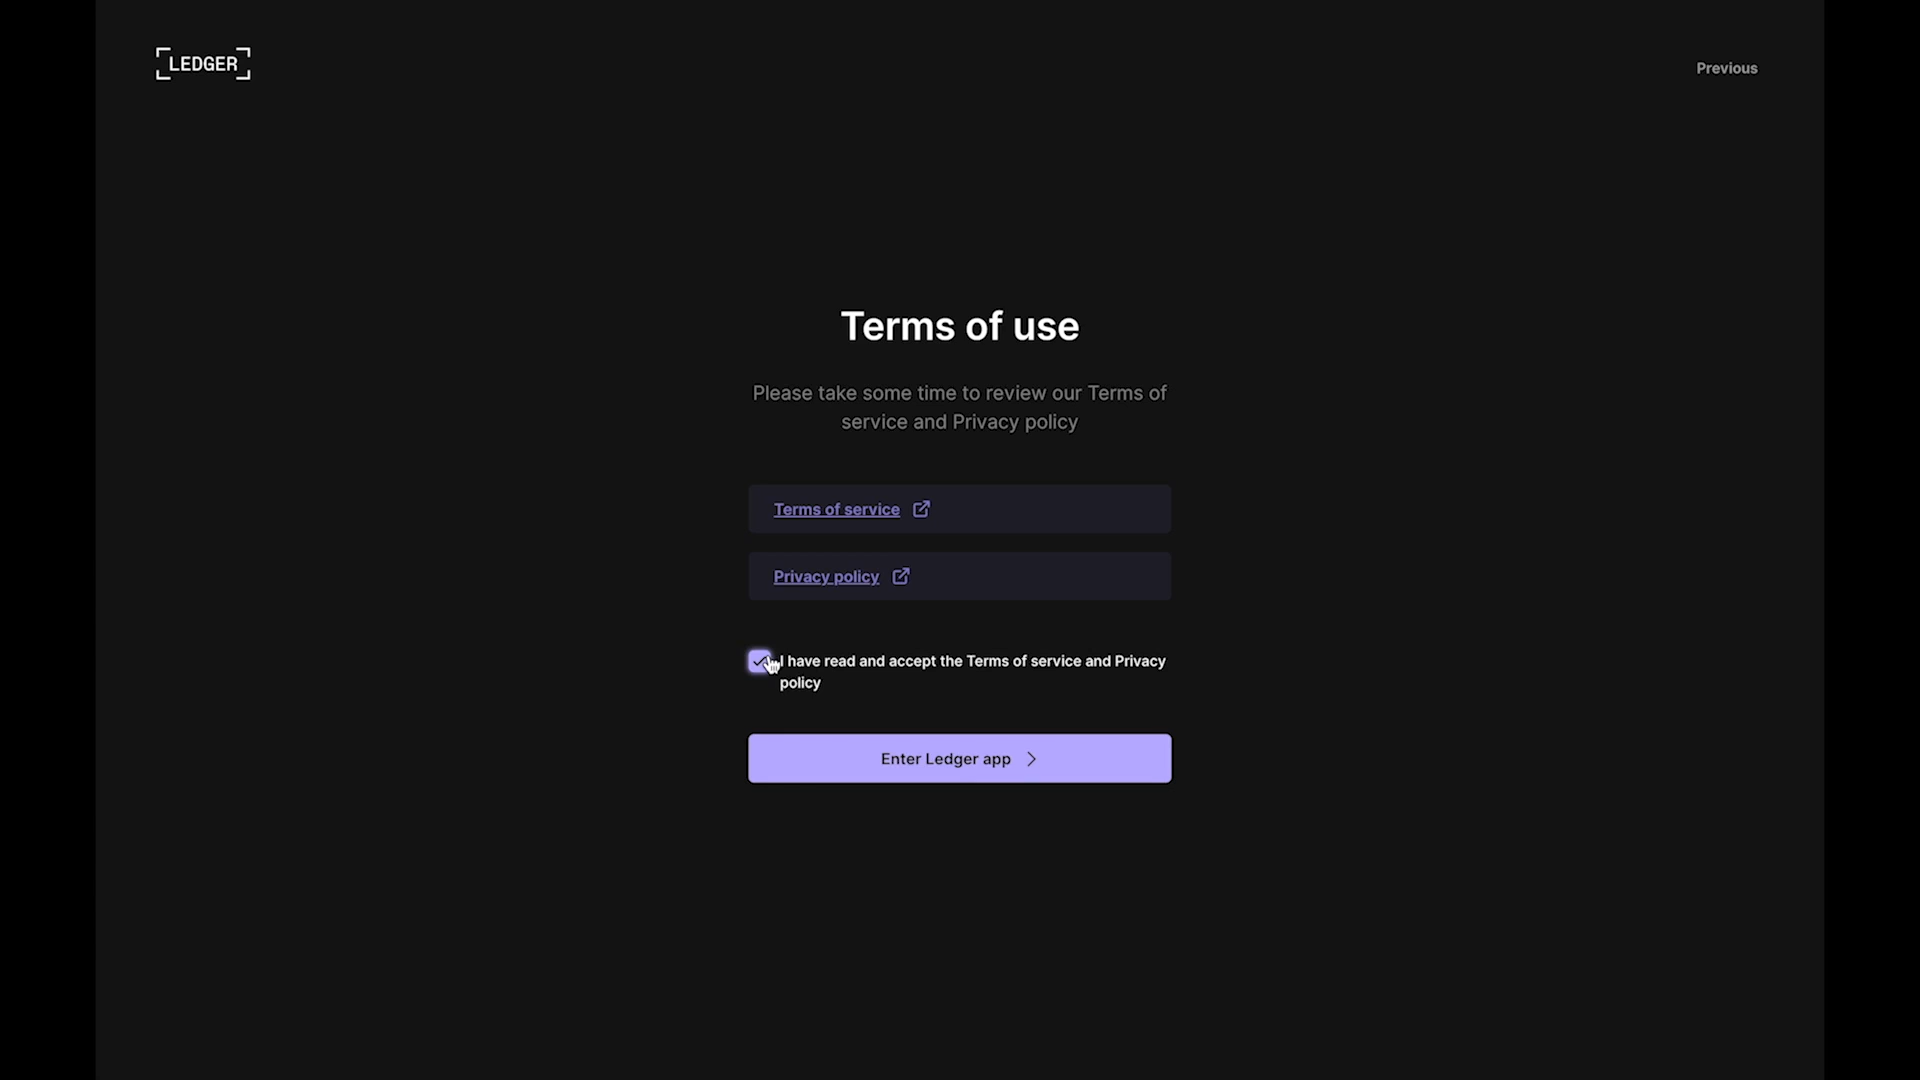 LEDGER
Previous
Terms of use
Please take some time to review our Terms of
service and Privacy policy
Terms of service
Privacy policy
I have read and accept the Terms of service and Privacy
policy
Enter Ledger app